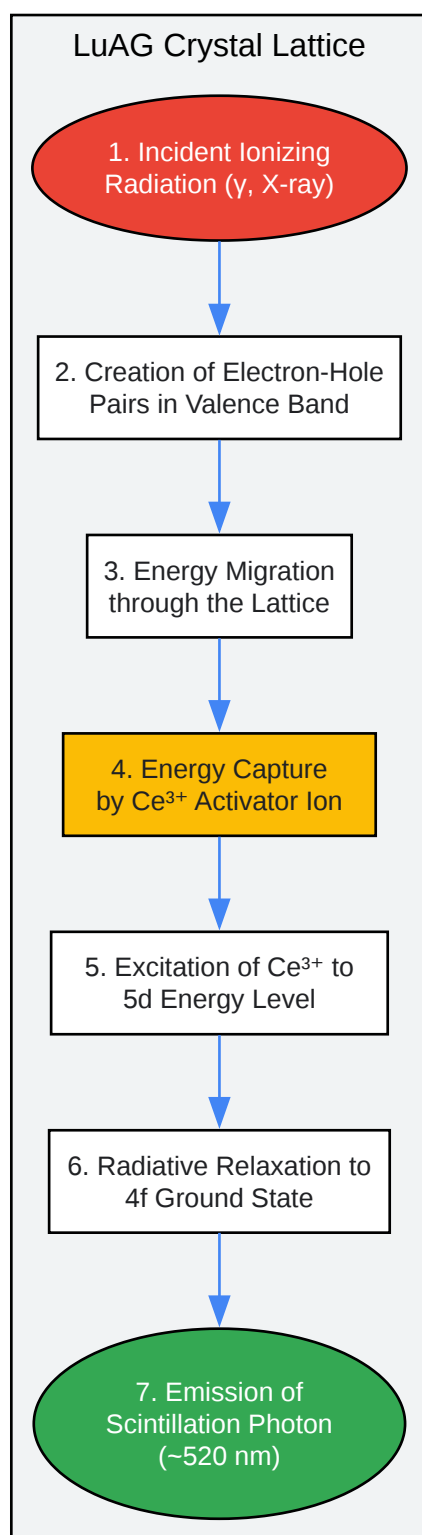 LuAG Crystal Lattice
1. Incident Ionizing
Radiation (γ, X-ray)
2. Creation of Electron-Hole
Pairs in Valence Band
3. Energy Migration
through the Lattice
4. Energy Capture
by Ce³⁺ Activator Ion
5. Excitation of Ce³⁺ to
5d Energy Level
6. Radiative Relaxation to
4f Ground State
7. Emission of
Scintillation Photon
(~520 nm)